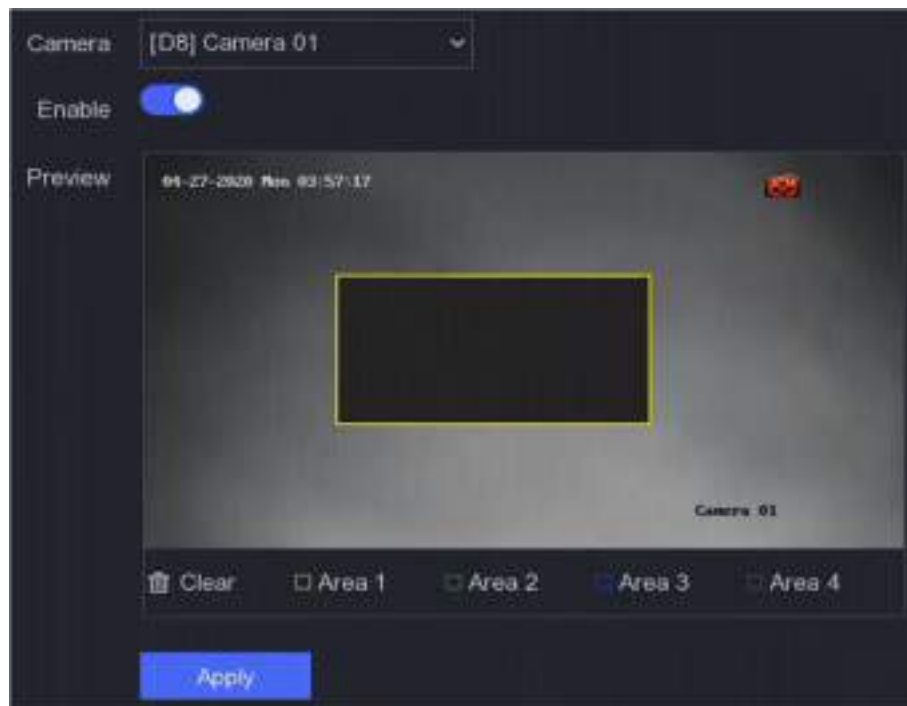 Camera [D8] Camera 01
Enable
Preview
04-27-2020 Mon 03:57:17
Camera 01
Clear Area 1 Area 2 Area 3 Area 4
Apply